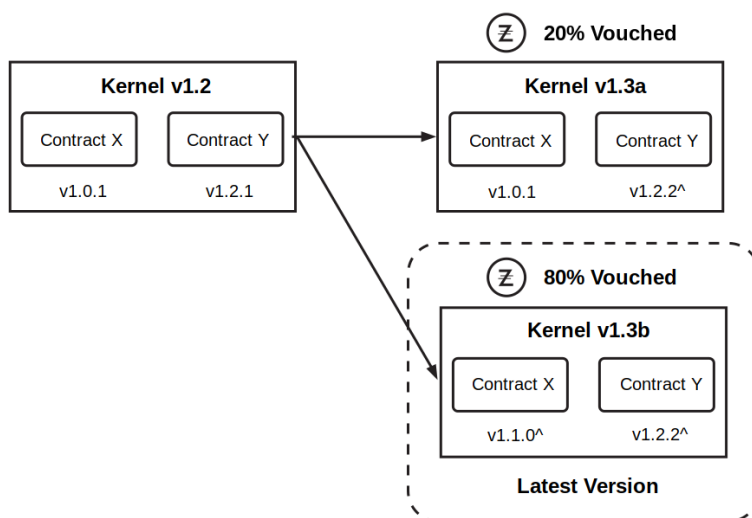 20% Vouched
Kernel v1.2
Contract X
Contract Y
v1.0.1
v1.2.1
Kernel v1.3a
Contract X
Contract Y
v1.0.1
v1.2.2^
80% Vouched
Kernel v1.3b
Contract X
Contract Y
v1.1.0^
v1.2.2^
Latest Version